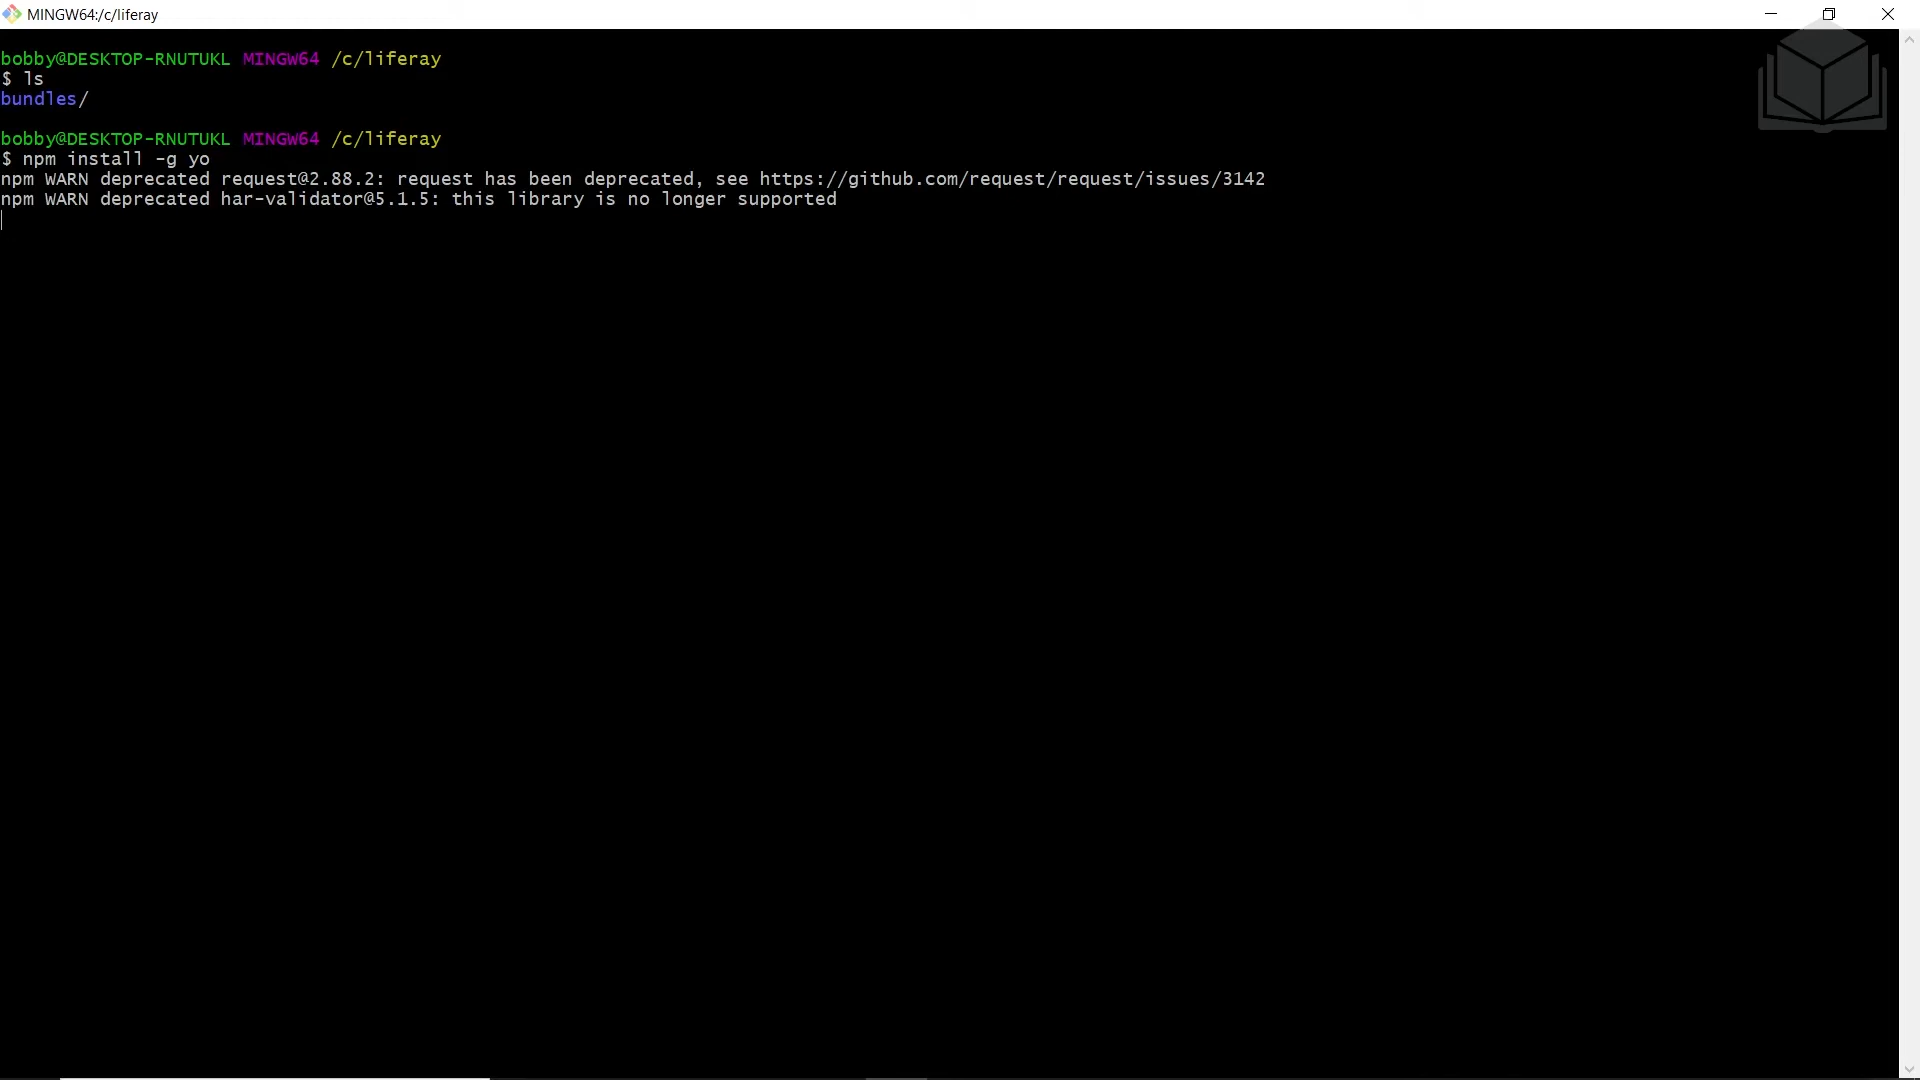 MINGW64:/c/liferay
bobby@DESKTOP-RNUTUKL MINGW64 /c/liferay
$ ls
bundles/
bobby@DESKTOP-RNUTUKL MINGW64 /c/liferay
$ npm install -g yo
npm WARN deprecated request@2.88.2: request has been deprecated, see https://github.com/request/request/issues/3142
npm WARN deprecated har-validator@5.1.5: this library is no longer supported